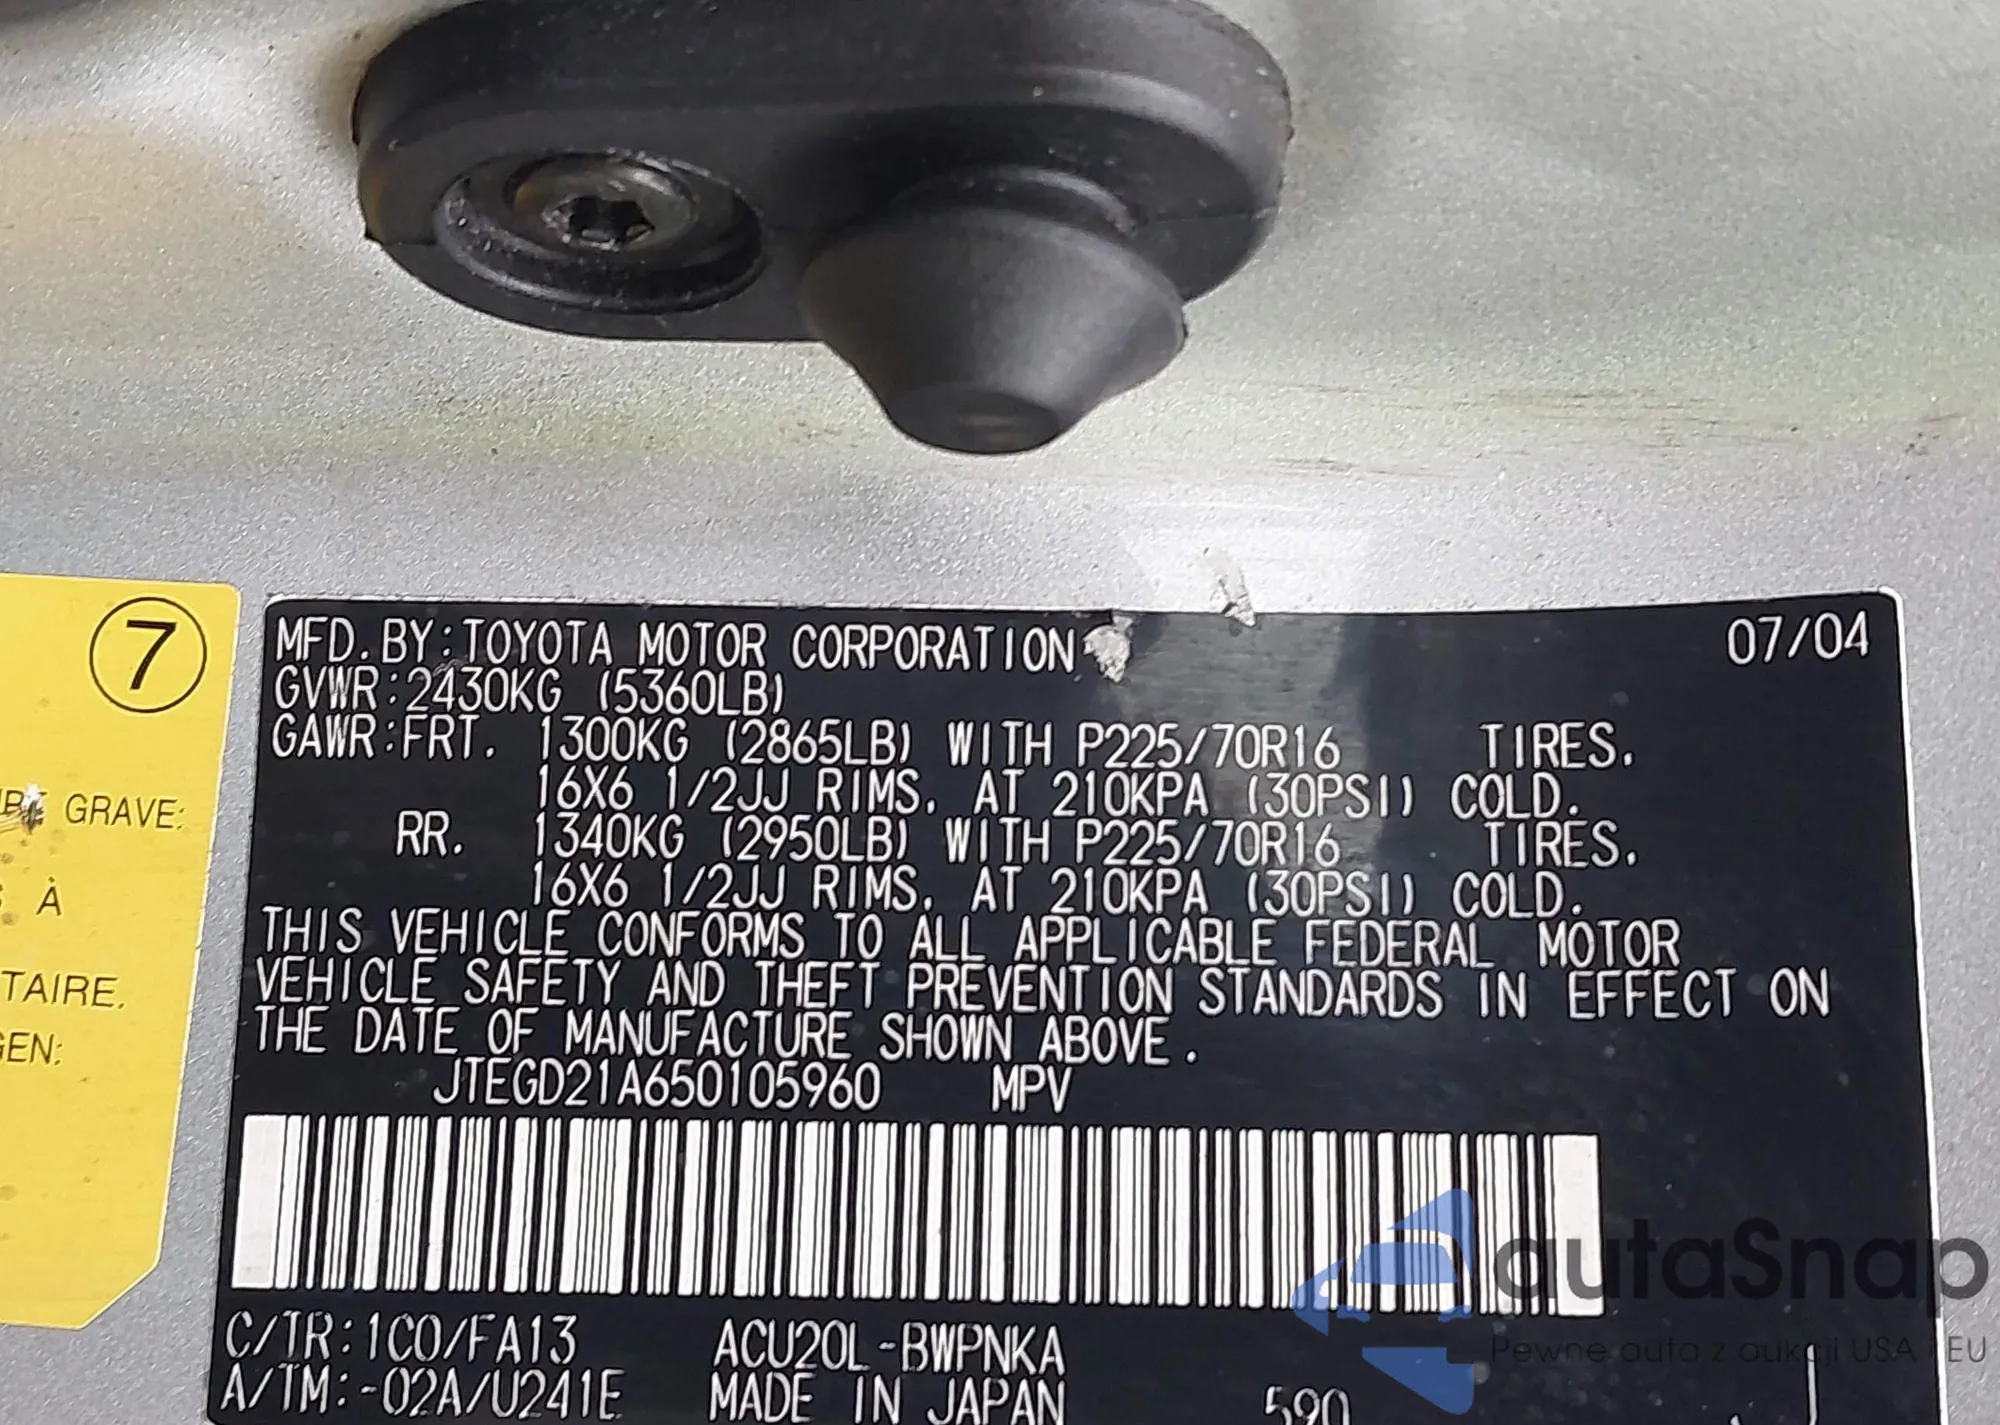 7
GRAVE:
À
TAIRE.
GEN:
MFD. BY: TOYOTA MOTOR CORPORATION 07/04
GVWR: 2430KG (5360LB)
GAWR: FRT. 1300KG (2865LB) WITH P225/70R16 TIRES.
16X6 1/2JJ RIMS. AT 210KPA (30PSI) COLD.
RR. 1340KG (2950LB) WITH P225/70R16 TIRES.
16X6 1/2JJ RIMS. AT 210KPA (30PSI) COLD.
THIS VEHICLE CONFORMS TO ALL APPLICABLE FEDERAL MOTOR
VEHICLE SAFETY AND THEFT PREVENTION STANDARDS IN EFFECT ON
THE DATE OF MANUFACTURE SHOWN ABOVE.
JTEGD21A650105960 MPV
C/TR: 1C0/FA13 ACU20L-BWPNKA
A/TM: -02A/U241E MADE IN JAPAN 590
autaSnap
Pewne auta z aukcji USA i EU